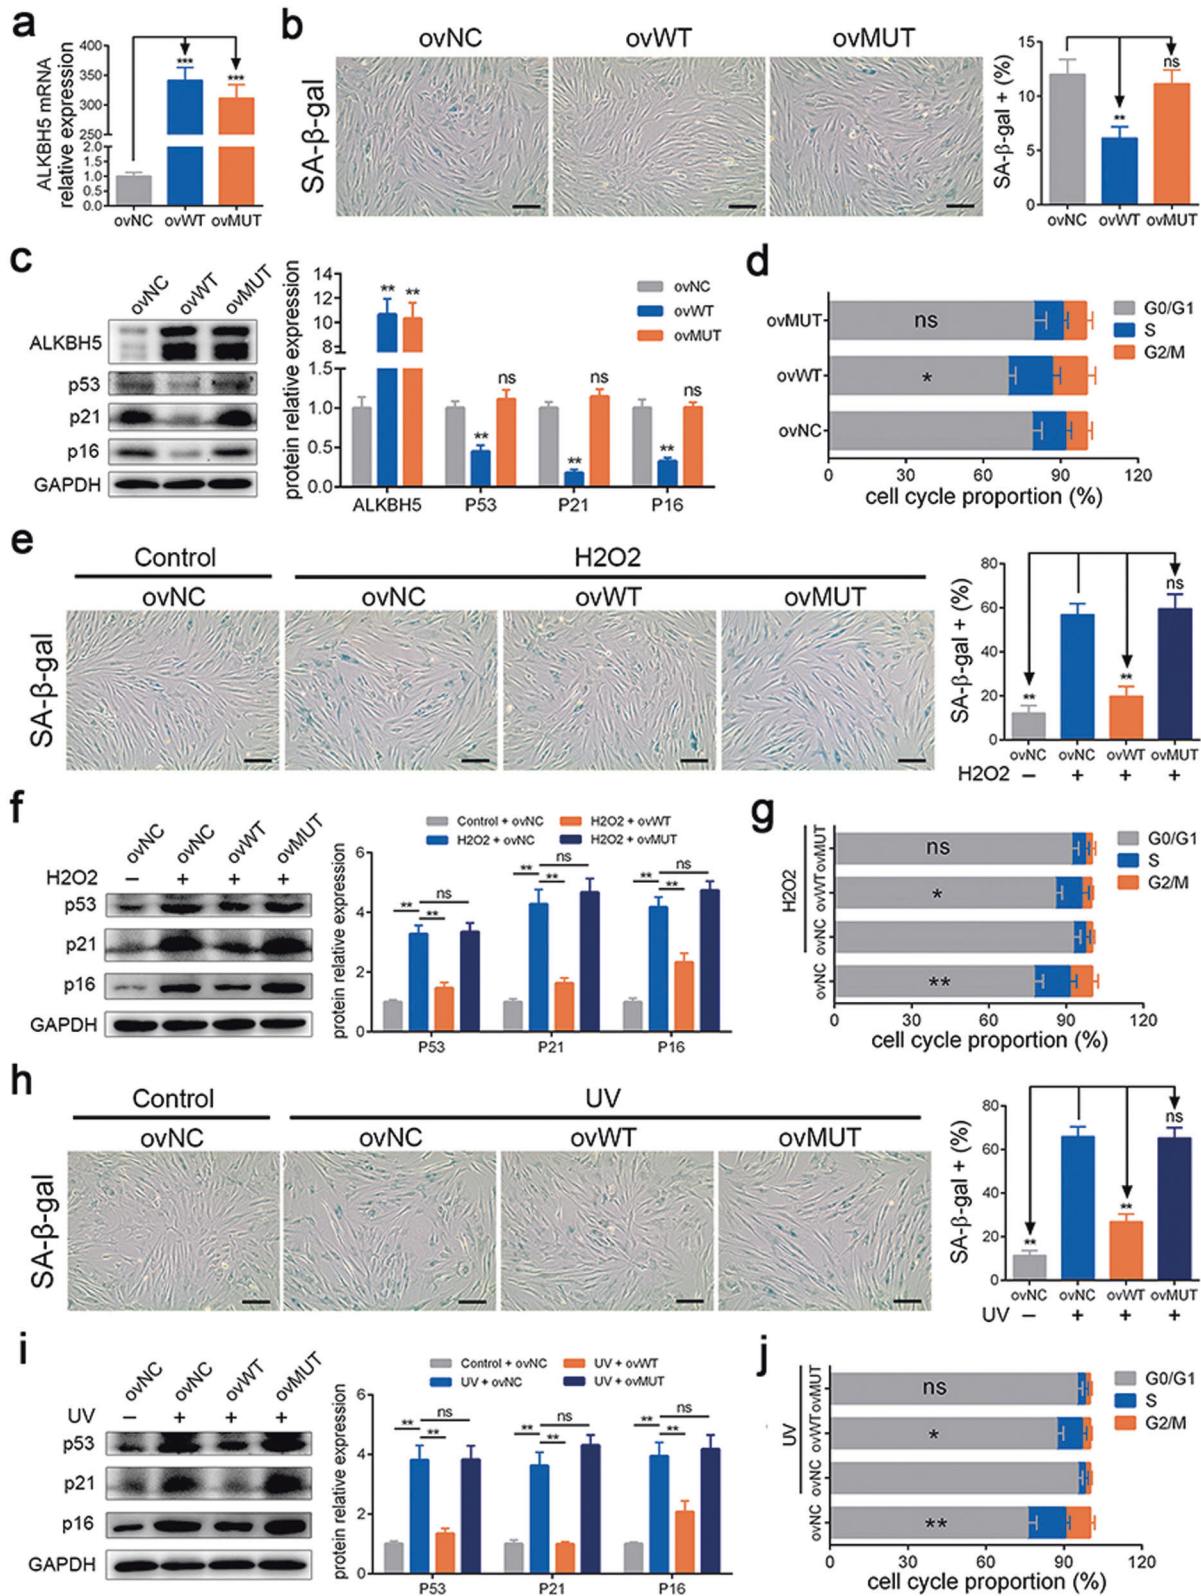 a
ALKBH5 mRNA
relative expression
400
350
300
250
2.0
1.5
1.0
0.5
0.0
***
***
ovNC ovWT ovMUT
b
ovNC ovWT ovMUT
SA-β-gal
SA-β-gal + (%)
15
10
5
0
**
ns
ovNC ovWT ovMUT
c
ovNC ovWT ovMUT
ALKBH5
p53
p21
p16
GAPDH
protein relative expression
14
12
10
8
1.5
1.0
0.5
0.0
** **
** ns
** ns
** ns
ALKBH5 P53 P21 P16
ovNC
ovWT
ovMUT
d
ovMUT
ovWT
ovNC
ns
*
0 30 60 90 120
cell cycle proportion (%)
G0/G1
S
G2/M
e
Control H2O2
ovNC ovNC ovWT ovMUT
SA-β-gal
SA-β-gal + (%)
80
60
40
20
0
** ** ns
ovNC ovNC ovWT ovMUT
H2O2 – + + +
f
ovNC ovNC ovWT ovMUT
H2O2 – + + +
p53
p21
p16
GAPDH
Control + ovNC H2O2 + ovWT
H2O2 + ovNC H2O2 + ovMUT
protein relative expression
6
4
2
0
** ** ns
** ** ns
** ** ns
P53 P21 P16
g
H2O2
ovMUT
ovWT
ovNC
ovNC
ns
*
**
0 30 60 90 120
cell cycle proportion (%)
G0/G1
S
G2/M
h
Control UV
ovNC ovNC ovWT ovMUT
SA-β-gal
SA-β-gal + (%)
80
60
40
20
0
** ** ns
ovNC ovNC ovWT ovMUT
UV – + + +
i
ovNC ovNC ovWT ovMUT
UV – + + +
p53
p21
p16
GAPDH
Control + ovNC UV + ovWT
UV + ovNC UV + ovMUT
protein relative expression
6
4
2
0
** ** ns
** ** ns
** ** ns
P53 P21 P16
j
UV
ovMUT
ovWT
ovNC
ovNC
ns
*
**
0 30 60 90 120
cell cycle proportion (%)
G0/G1
S
G2/M